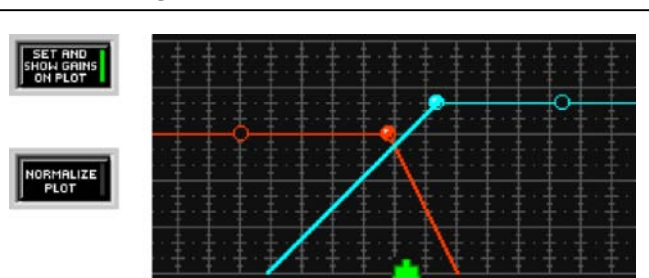 SET AND
SHOW GAINS
ON PLOT
NORMALIZE
PLOT